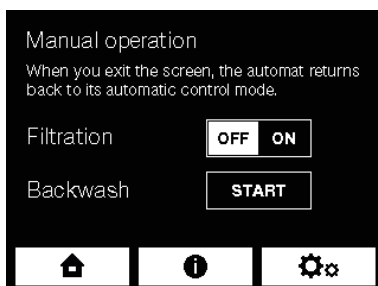 Manual operation
When you exit the screen, the automat returns
back to its automatic control mode.
Filtration OFF ON
Backwash START